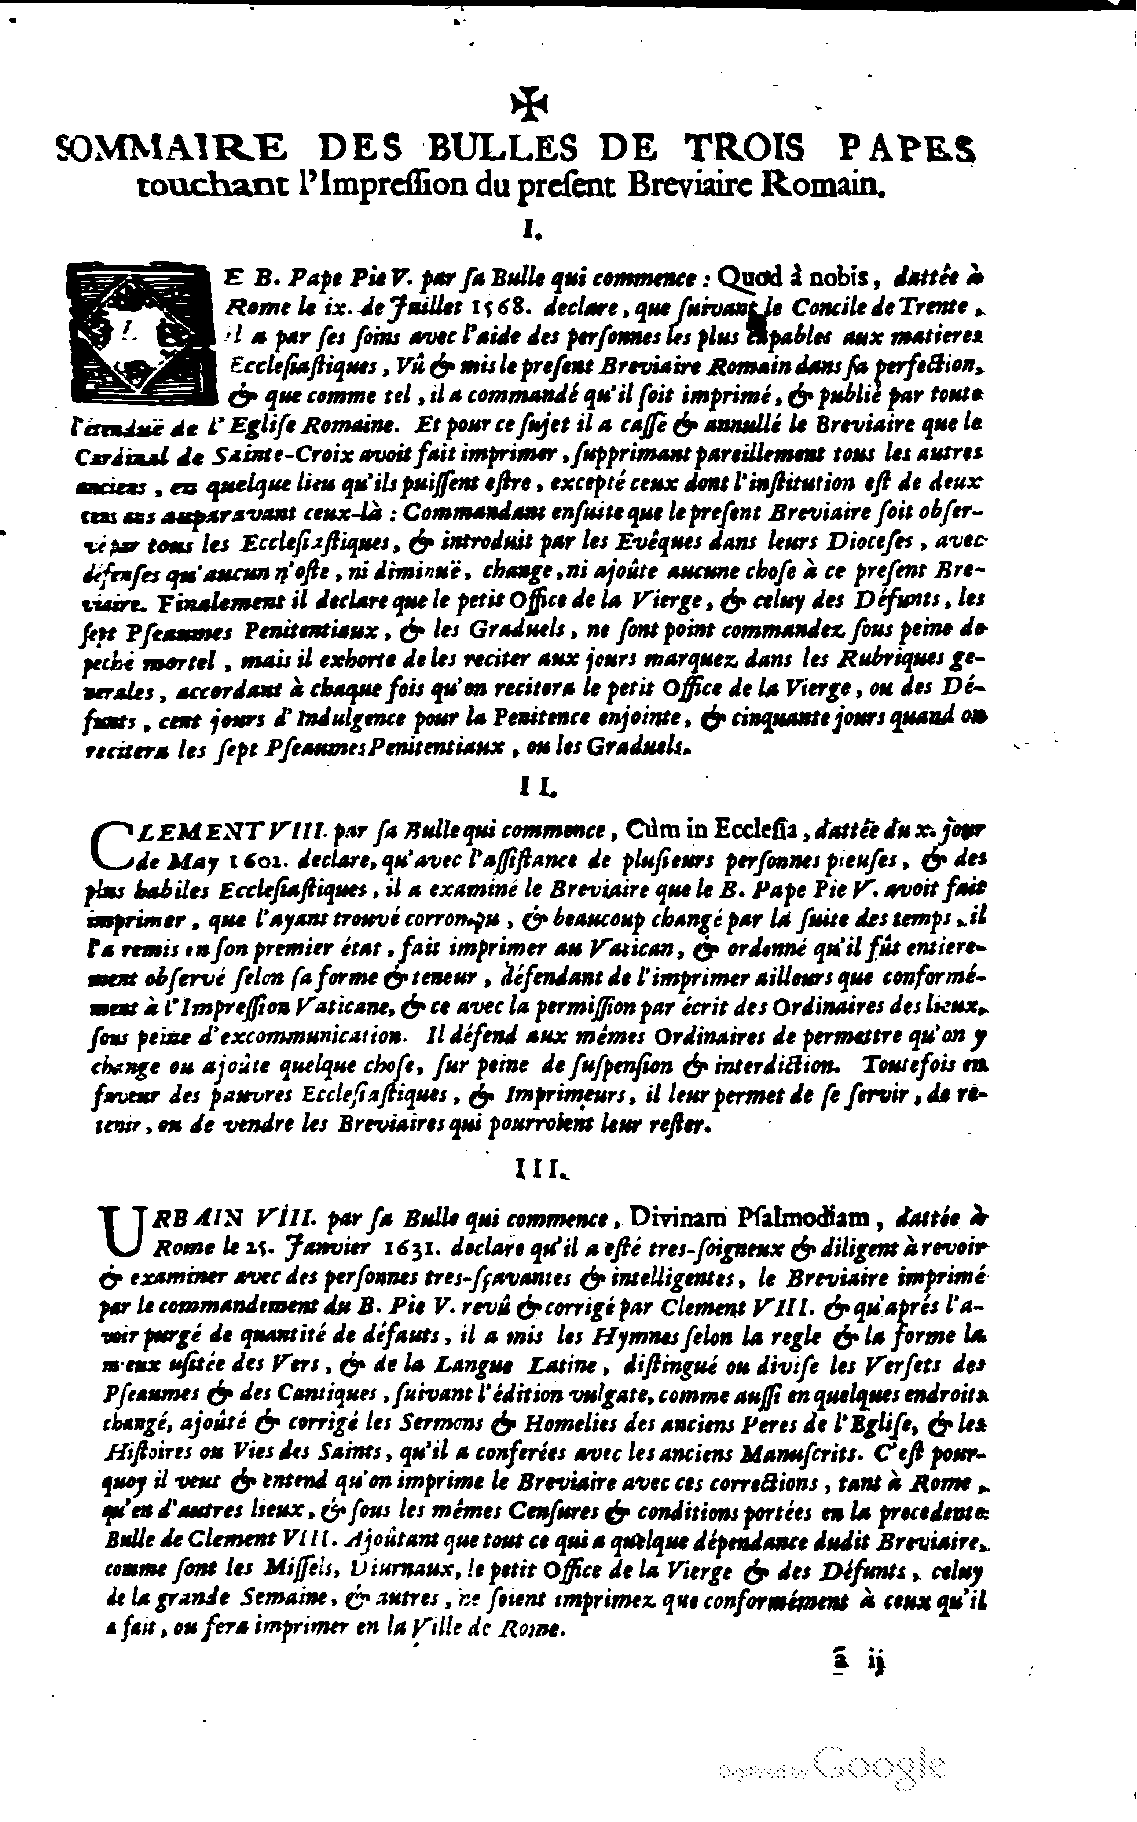 ✠
SOMMAIRE DES BULLES DE TROIS PAPES
touchant l'Impreſſion du preſent Breviaire Romain.
I.
LE B. Pape Pie V. par ſa Bulle qui commence : Quod à nobis, dattée à
Rome le ix. de Juillet 1568. declare, que ſuivant le Concile de Trente,
il a par ſes ſoins avec l'aide des perſonnes les plus capables aux matieres
Eccleſiaſtiques, Vû & mis le preſent Breviaire Romain dans ſa perfection,
& que comme tel, il a commandé qu'il ſoit imprimé, & publié par toute
l'étenduë de l'Egliſe Romaine. Et pour ce ſujet il a caſſé & annullé le Breviaire que le
Cardinal de Sainte-Croix avoit fait imprimer, ſupprimant pareillement tous les autres
anciens, en quelque lieu qu'ils puiſſent eſtre, excepté ceux dont l'inſtitution eſt de deux
cens ans auparavant ceux-là : Commandant enſuite que le preſent Breviaire ſoit obſer-
vé par tous les Eccleſiaſtiques, & introduit par les Evêques dans leurs Dioceſes, avec
défenſes qu'aucun n'oſte, ni diminuë, change, ni ajoûte aucune choſe à ce preſent Bre-
viaire. Finalement il declare que le petit Office de la Vierge, & celuy des Défunts, les
ſept Pſeaumes Penitentiaux, & les Graduels, ne ſont point commandez ſous peine de
peché mortel, mais il exhorte de les reciter aux jours marquez dans les Rubriques ge-
nerales, accordant à chaque fois qu'on recitera le petit Office de la Vierge, ou des Dé-
funts, cent jours d'Indulgence pour la Penitence enjointe, & cinquante jours quand on
recitera les ſept Pſeaumes Penitentiaux, ou les Graduels.
II.
CLEMENT VIII. par ſa Bulle qui commence, Cùm in Eccleſia, dattée du x. jour
de May 1602. declare, qu'avec l'aſſiſtance de pluſieurs perſonnes pieuſes, & des
plus habiles Eccleſiaſtiques, il a examiné le Breviaire que le B. Pape Pie V. avoit fait
imprimer, que l'ayant trouvé corrompu, & beaucoup changé par la ſuite des temps, il
l'a remis en ſon premier état, fait imprimer au Vatican, & ordonné qu'il fût entiere-
ment obſervé ſelon ſa forme & teneur, défendant de l'imprimer ailleurs que conformé-
ment à l'Impreſſion Vaticane, & ce avec la permiſſion par écrit des Ordinaires des lieux,
ſous peine d'excommunication. Il défend aux mêmes Ordinaires de permettre qu'on y
change ou ajoûte quelque choſe, ſur peine de ſuſpenſion & interdiction. Toutefois en
faveur des pauvres Eccleſiaſtiques, & Imprimeurs, il leur permet de ſe ſervir, de re-
tenir, ou de vendre les Breviaires qui pourroient leur reſter.
III.
URBAIN VIII. par ſa Bulle qui commence, Divinam Pſalmodiam, dattée à
Rome le 25. Janvier 1631. declare qu'il a eſté tres-ſoigneux & diligent à revoir
& examiner avec des perſonnes tres-ſçavantes & intelligentes, le Breviaire imprimé
par le commandement du B. Pie V. revû & corrigé par Clement VIII. & qu'aprés l'a-
voir purgé de quantité de défauts, il a mis les Hymnes ſelon la regle & la forme la
mieux uſitée des Vers, & de la Langue Latine, diſtingué ou diviſe les Verſets des
Pſeaumes & des Cantiques, ſuivant l'édition vulgate, comme auſſi en quelques endroits
changé, ajoûté & corrigé les Sermons & Homelies des anciens Peres de l'Egliſe, & les
Hiſtoires ou Vies des Saints, qu'il a conferées avec les anciens Manuſcrits. C'eſt pour-
quoy il veut & entend qu'on imprime le Breviaire avec ces corrections, tant à Rome,
qu'en d'autres lieux, & ſous les mêmes Cenſures & conditions portées en la precedente
Bulle de Clement VIII. Ajoûtant que tout ce qui a quelque dépendance dudit Breviaire,
comme ſont les Miſſels, Diurnaux, le petit Office de la Vierge & des Défunts, celuy
de la grande Semaine, & autres, ne ſoient imprimez que conformément à ceux qu'il
a fait, ou fera imprimer en la Ville de Rome.
ã ij
Digitized by Google